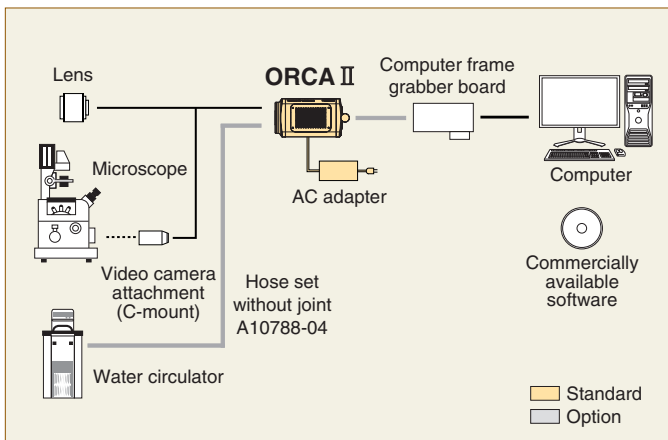 Lens
ORCA Ⅱ
Computer frame
grabber board
Microscope
AC adapter
Computer
Video camera
attachment
(C-mount)
Hose set
without joint
A10788-04
Commercially
available
software
Water circulator
Standard
Option